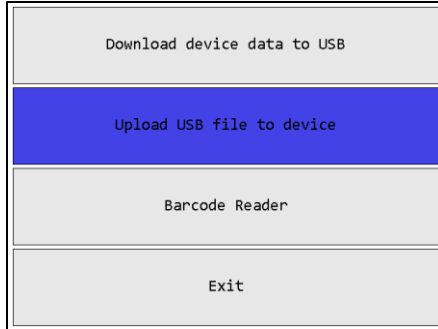 Download device data to USB
Upload USB file to device
Barcode Reader
Exit